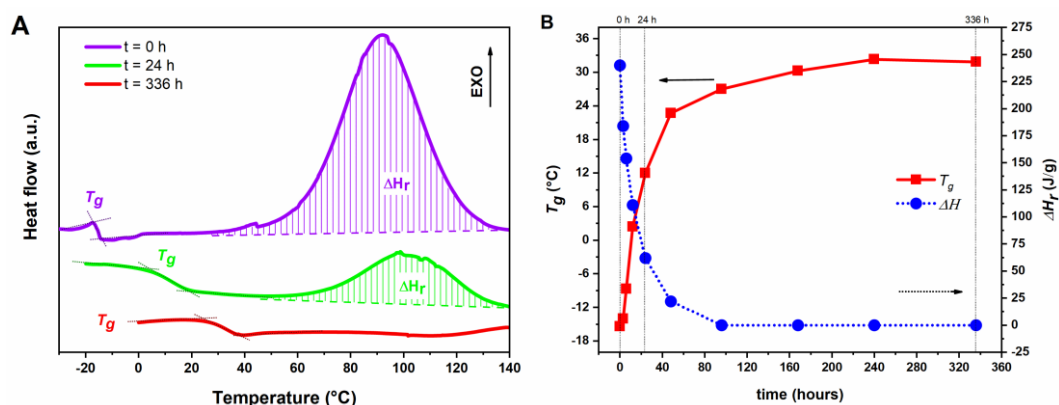 A
t = 0 h
t = 24 h
t = 336 h
EXO
Heat flow (a.u.)
Tg
ΔHr
Tg
ΔHr
Tg
-20 0 20 40 60 80 100 120 140
Temperature (°C)
B
0 h 24 h 336 h
36
30
24
18
12
6
0
-6
-12
-18
Tg (°C)
Tg
ΔH
275
250
225
200
175
150
125
100
75
50
25
0
-25
ΔHr (J/g)
0 40 80 120 160 200 240 280 320 360
time (hours)